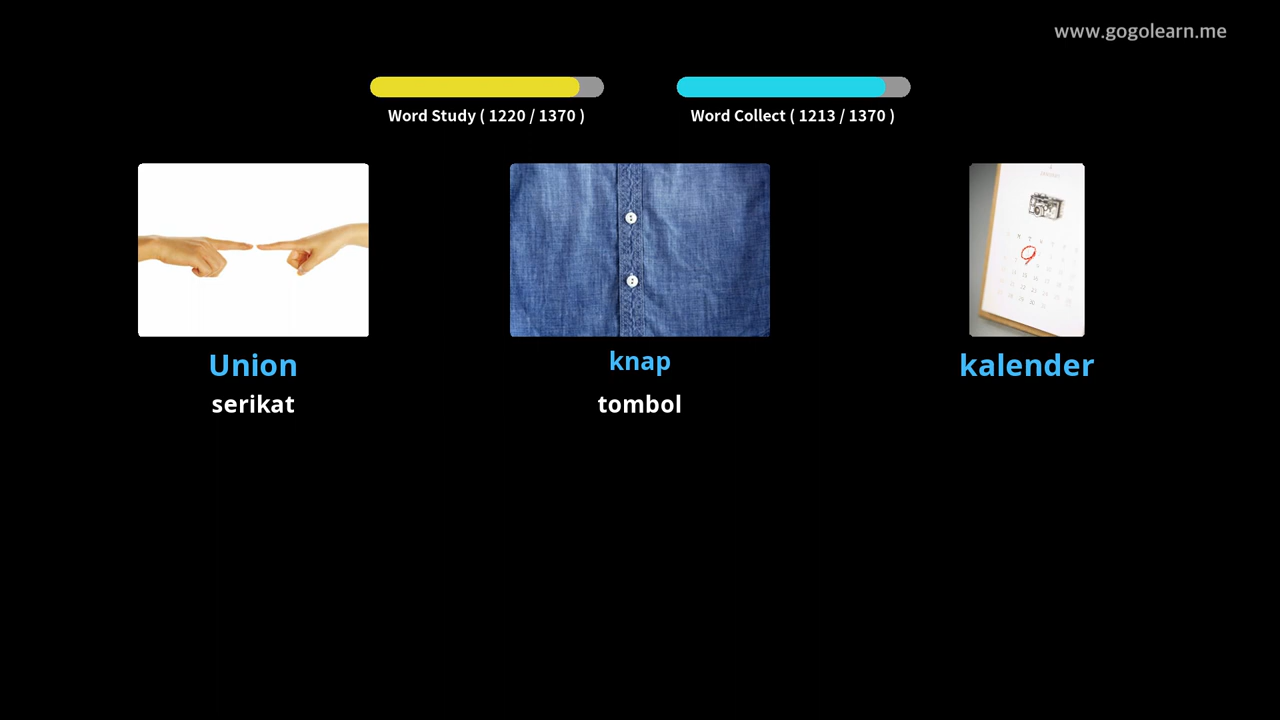 www.gogolearn.me
Word Study ( 1220 / 1370 )
Word Collect ( 1213 / 1370 )
Union
knap
kalender
serikat
tombol